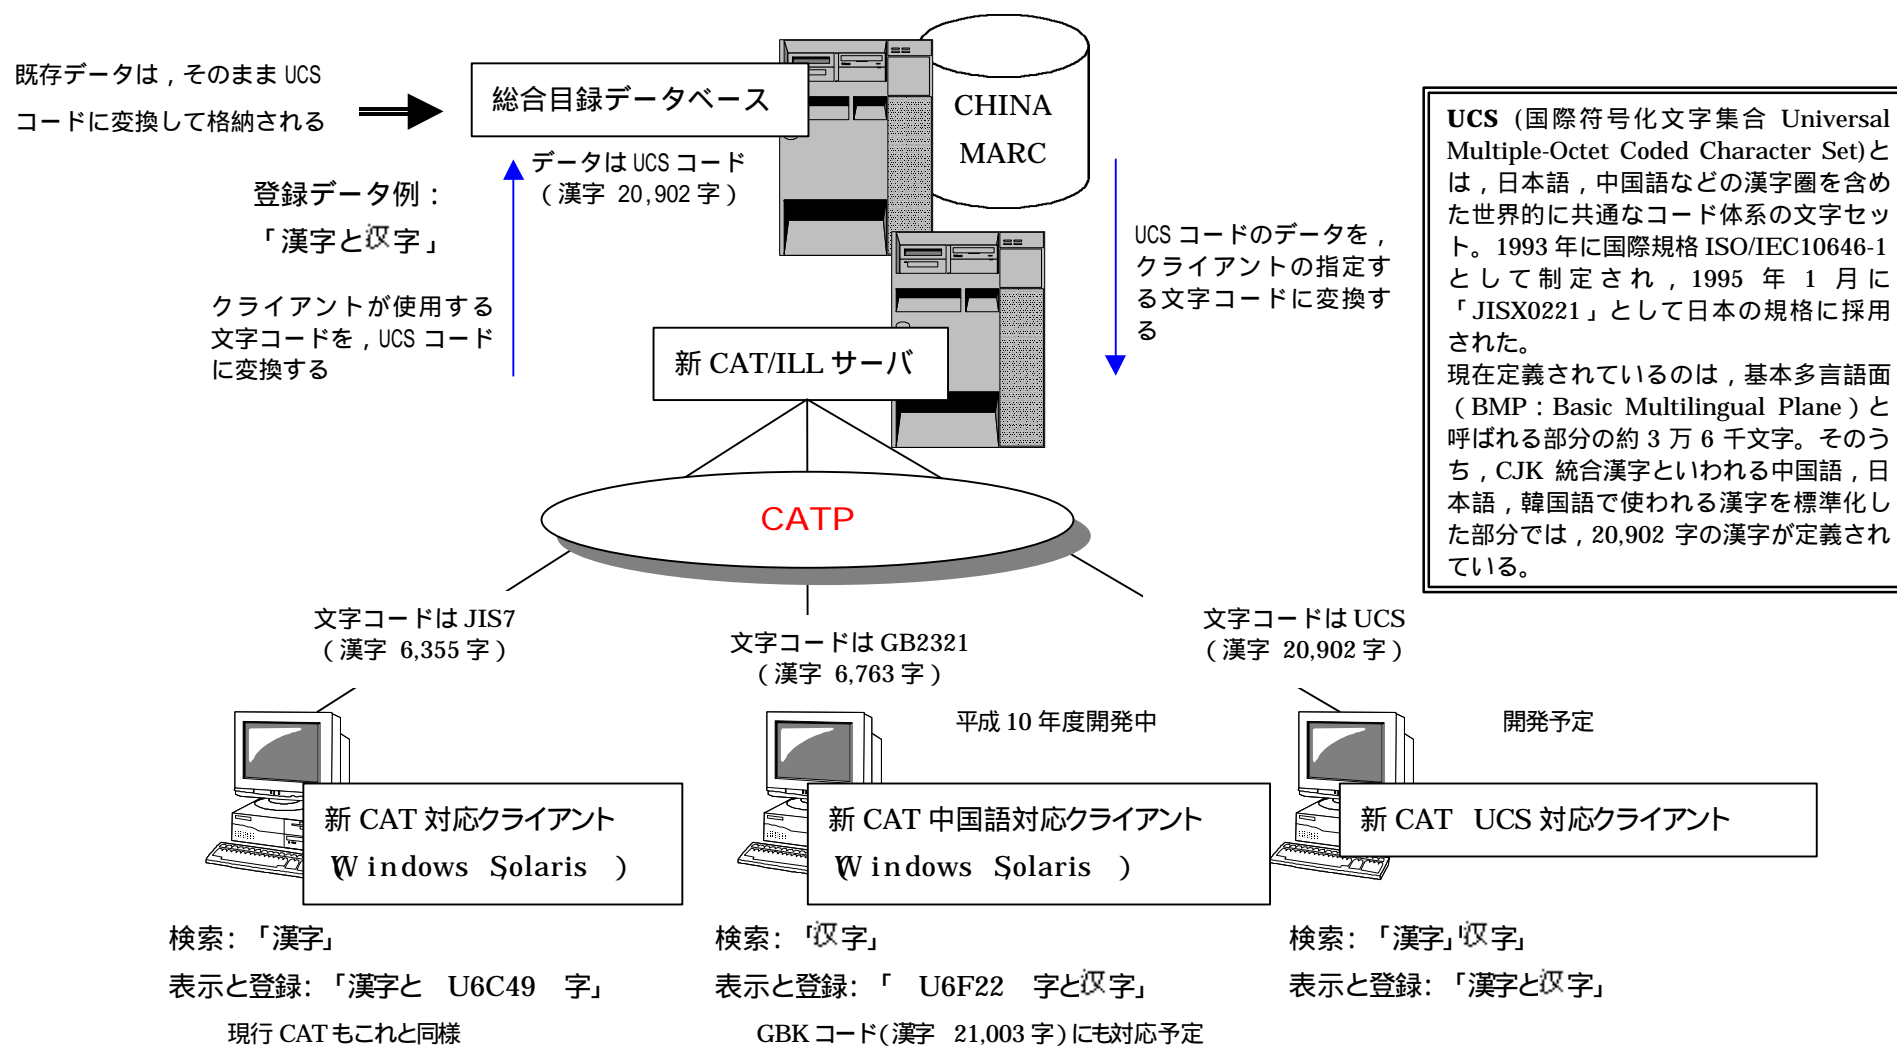 既存データは，そのまま UCS
コードに変換して格納される
総合目録データベース
CHINA
MARC
データは UCS コード
（漢字 20,902 字）
登録データ例：
「漢字と汉字」
クライアントが使用する
文字コードを，UCS コード
に変換する
UCS コードのデータを，
クライアントの指定す
る文字コードに変換す
る
新 CAT/ILL サーバ
UCS (国際符号化文字集合 Universal
Multiple-Octet Coded Character Set)と
は，日本語，中国語などの漢字圏を含め
た世界的に共通なコード体系の文字セッ
ト。1993 年に国際規格 ISO/IEC10646-1
として制定され，1995 年 1 月に
「JISX0221」として日本の規格に採用
された。
現在定義されているのは，基本多言語面
（BMP：Basic Multilingual Plane）と
呼ばれる部分の約 3 万 6 千文字。そのう
ち，CJK 統合漢字といわれる中国語，日
本語，韓国語で使われる漢字を標準化し
た部分では，20,902 字の漢字が定義され
ている。
CATP
文字コードは JIS7
（漢字 6,355 字）
文字コードは GB2321
（漢字 6,763 字）
文字コードは UCS
（漢字 20,902 字）
平成 10 年度開発中
開発予定
新 CAT 対応クライアント
（Windows Solaris ）
新 CAT 中国語対応クライアント
（Windows Solaris ）
新 CAT UCS 対応クライアント
検索：「漢字」
表示と登録：「漢字と U6C49 字」
現行 CAT もこれと同様
検索：「汉字」
表示と登録：「 U6F22 字と汉字」
GBK コード(漢字 21,003 字)にも対応予定
検索：「漢字」「汉字」
表示と登録：「漢字と汉字」